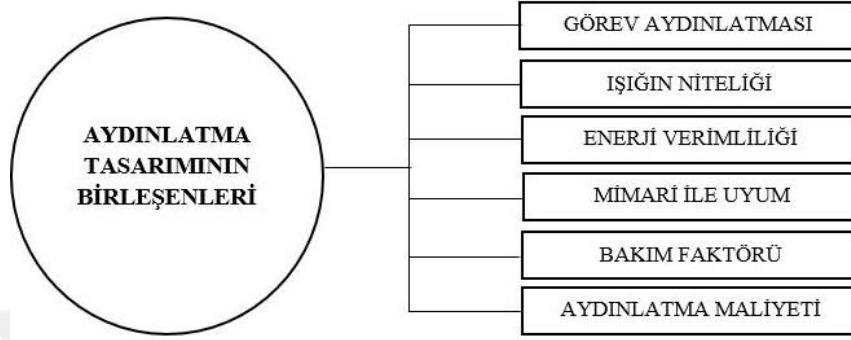 AYDINLATMA
TASARIMININ
BİRLEŞENLERİ
GÖREV AYDINLATMASI
IŞIĞIN NİTELİĞİ
ENERJİ VERİMLİLİĞİ
MİMARİ İLE UYUM
BAKIM FAKTÖRÜ
AYDINLATMA MALİYETİ